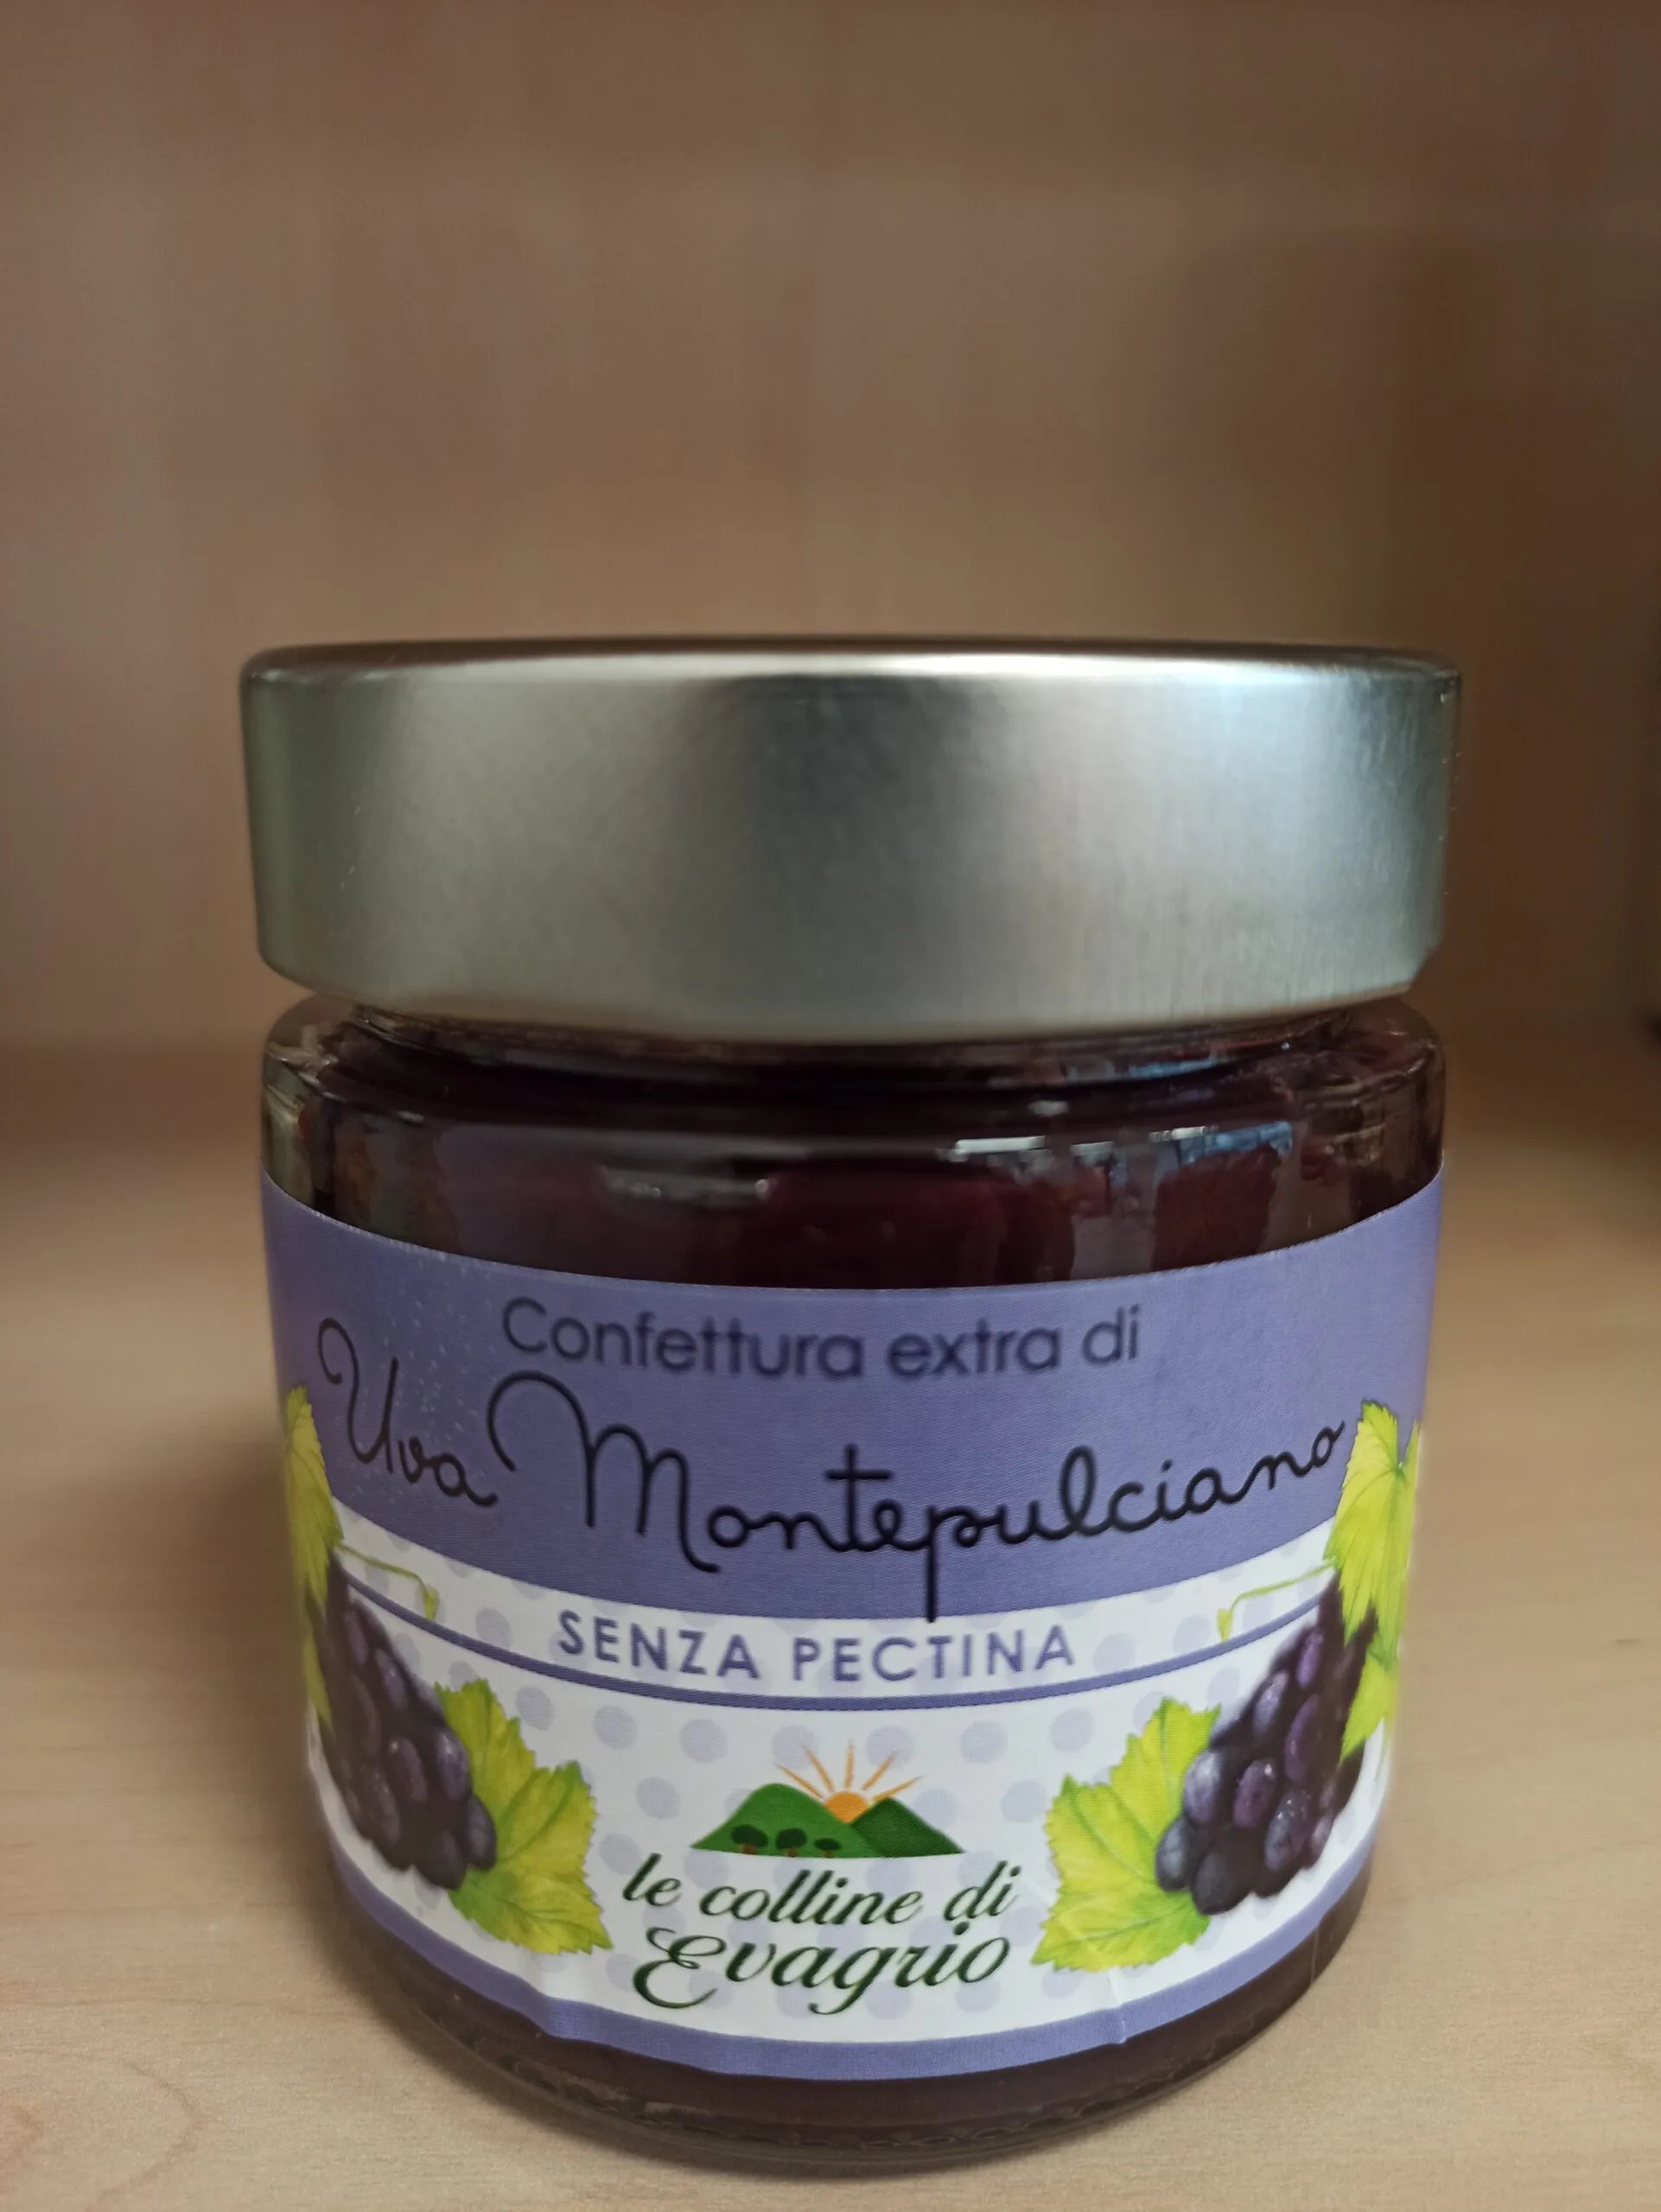 Confettura extra di
Uva Montepulciano
SENZA PECTINA
le colline di
Evagrio